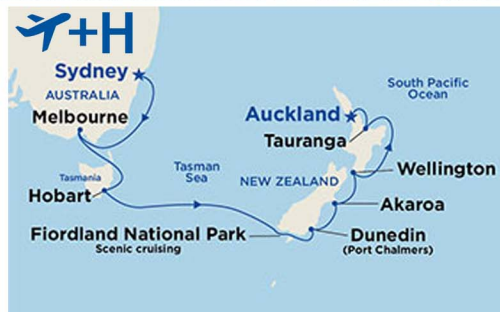 +H
Sydney
AUSTRALIA
Melbourne
South Pacific
Ocean
Auckland
Tauranga
Tasmania
Hobart
Tasman
Sea
NEW ZEALAND
Wellington
Akaroa
Fiordland National Park
Scenic cruising
Dunedin
(Port Chalmers)